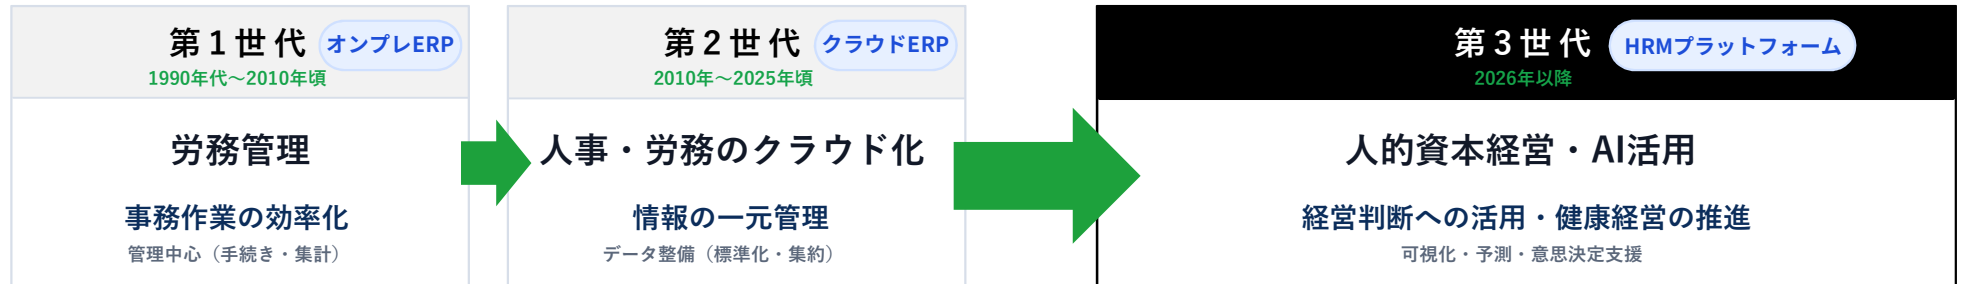 第1世代 オンプレERP
1990年代～2010年頃
労務管理
事務作業の効率化
管理中心（手続き・集計）
第2世代 クラウドERP
2010年～2025年頃
人事・労務のクラウド化
情報の一元管理
データ整備（標準化・集約）
第3世代 HRMプラットフォーム
2026年以降
人的資本経営・AI活用
経営判断への活用・健康経営の推進
可視化・予測・意思決定支援